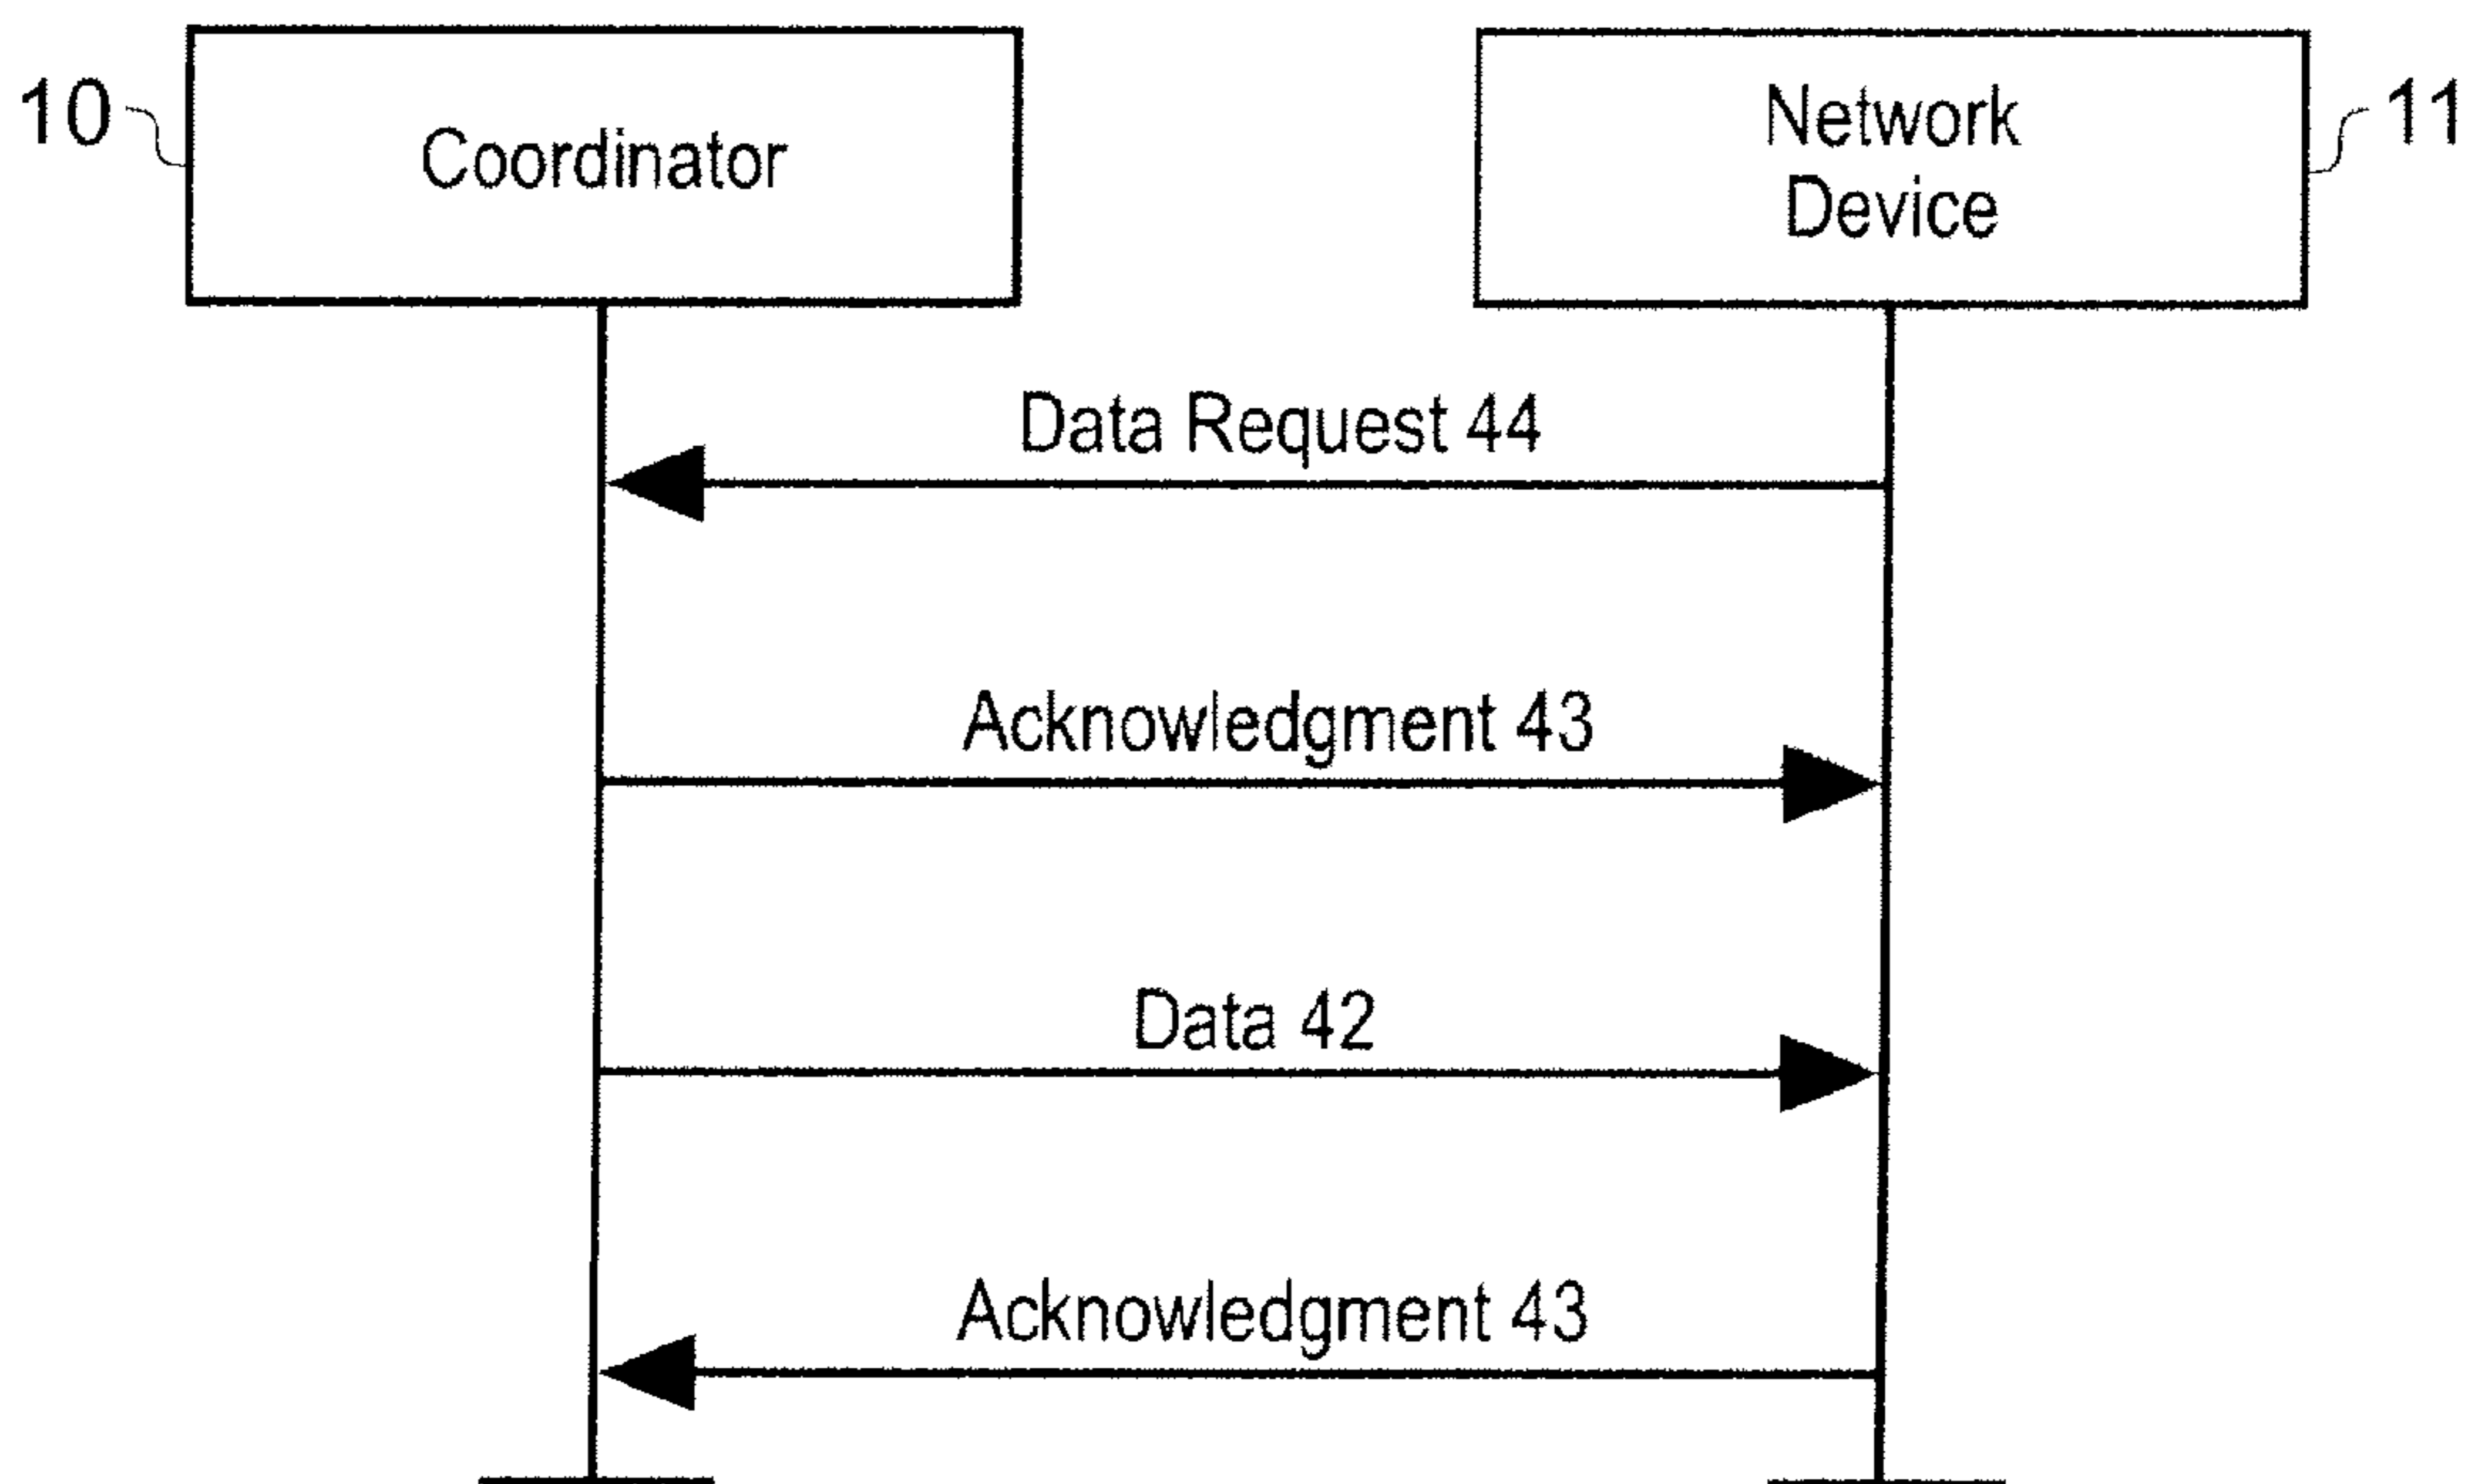 10
Coordinator
Network
Device
11
Data Request 44
Acknowledgment 43
Data 42
Acknowledgment 43